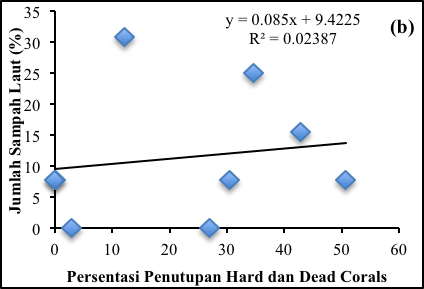 y = 0.085x + 9.4225
R² = 0.02387
(b)
Jumlah Sampah Laut (%)
35
30
25
20
15
10
5
0
0 10 20 30 40 50 60
Persentasi Penutupan Hard dan Dead Corals